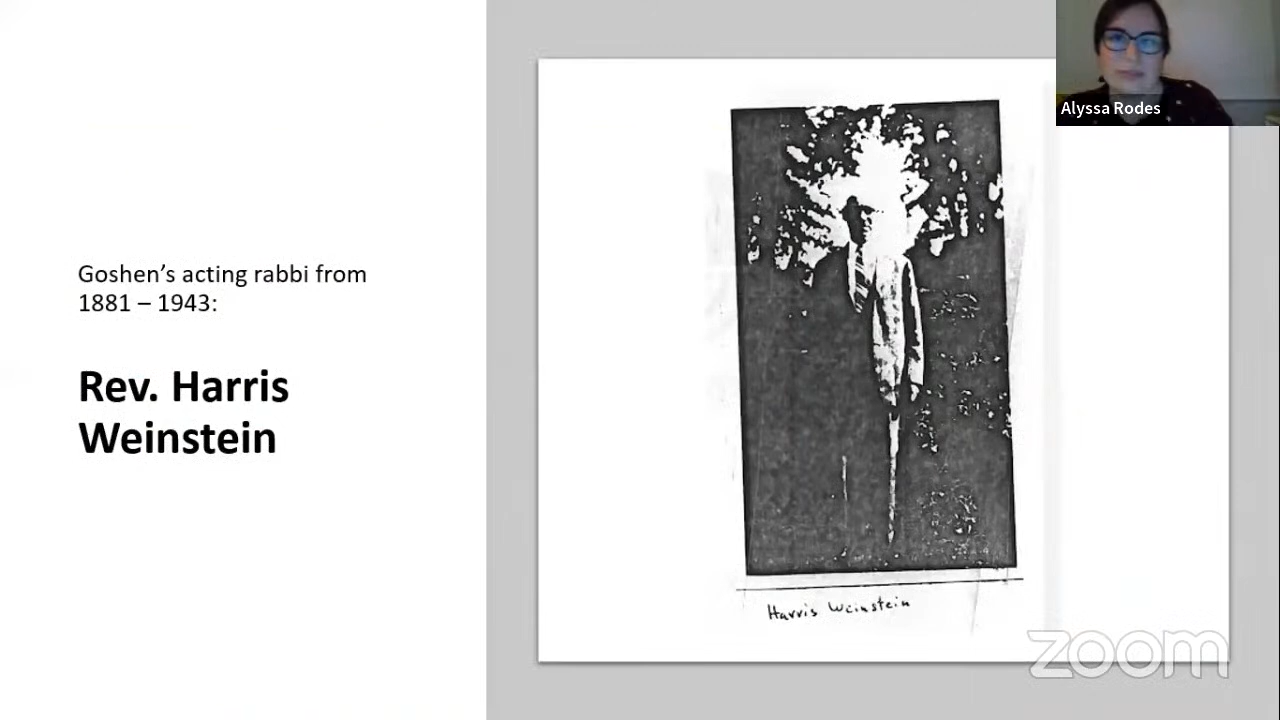 Goshen’s acting rabbi from
1881 – 1943:
Rev. Harris
Weinstein
Harris Weinstein
Alyssa Rodes
zoom